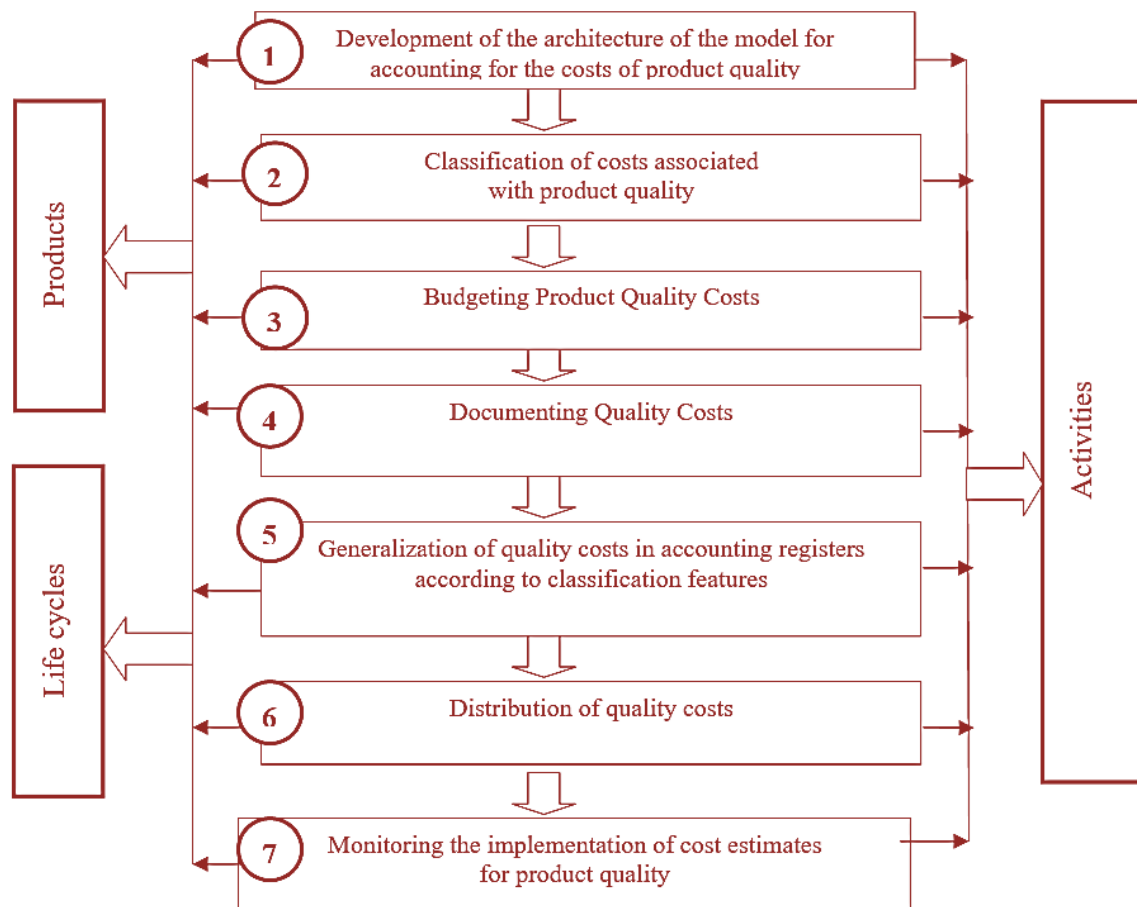 1
Development of the architecture of the model for
accounting for the costs of product quality
2
Classification of costs associated
with product quality
Products
3
Budgeting Product Quality Costs
4
Documenting Quality Costs
Activities
5
Generalization of quality costs in accounting registers
according to classification features
Life cycles
6
Distribution of quality costs
7
Monitoring the implementation of cost estimates
for product quality